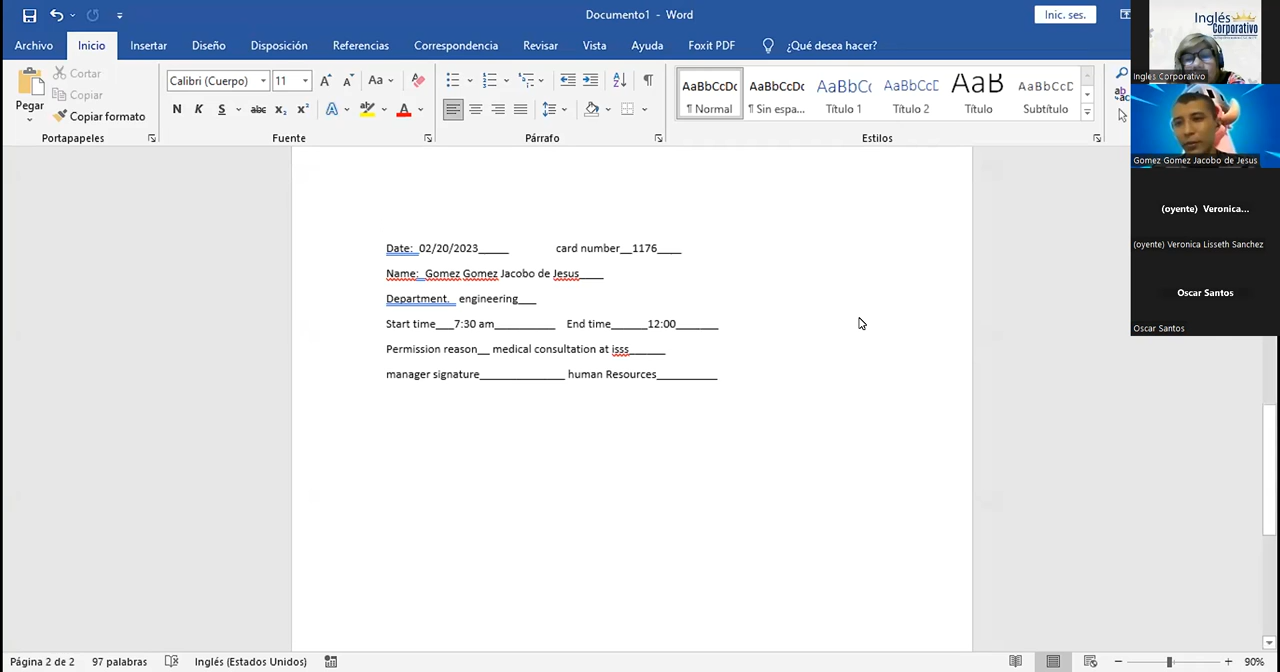 Documento1 - Word
Inic. ses.
Archivo Inicio Insertar Diseño Disposición Referencias Correspondencia Revisar Vista Ayuda Foxit PDF ¿Qué desea hacer?
Pegar
Cortar
Copiar
Copiar formato
Portapapeles
Calibri (Cuerpo) 11
N K S abc
Fuente
Párrafo
AaBbCcDc AaBbCcDc AaBbC AaBbCcD AaB AaBbCcD
¶ Normal ¶ Sin espa... Título 1 Título 2 Título Subtítulo
Estilos
Inglés Corporativo
Ingles Corporativo
Gomez Gomez Jacobo de Jesus
(oyente) Veronica...
(oyente) Veronica Lisseth Sanchez
Oscar Santos
Oscar Santos
Date:_02/20/2023_____ card number__1176____
Name:_ Gomez Gomez Jacobo de Jesus____
Department._ engineering___
Start time___7:30 am__________ End time______12:00_______
Permission reason__ medical consultation at isss______
manager signature______________ human Resources__________
Página 2 de 2 97 palabras Inglés (Estados Unidos) 90%